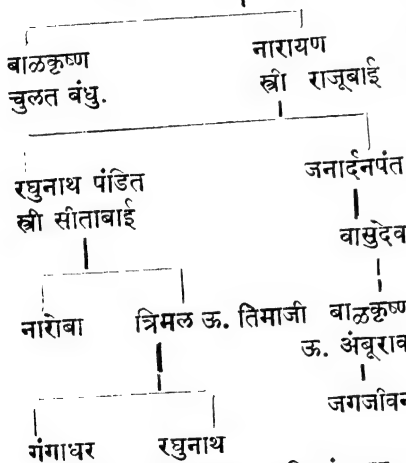 बाळकृष्ण
चुलत बंधु.
नारायण
स्त्री राजूबाई
रघुनाथ पंडित
स्त्री सीताबाई
जनार्दनपंत
वासुदेव
नारोबा
त्रिमल ऊ. तिमाजी
बाळकृष्ण
ऊ. अंबूराव
जगजीवन
गंगाधर
रघुनाथ